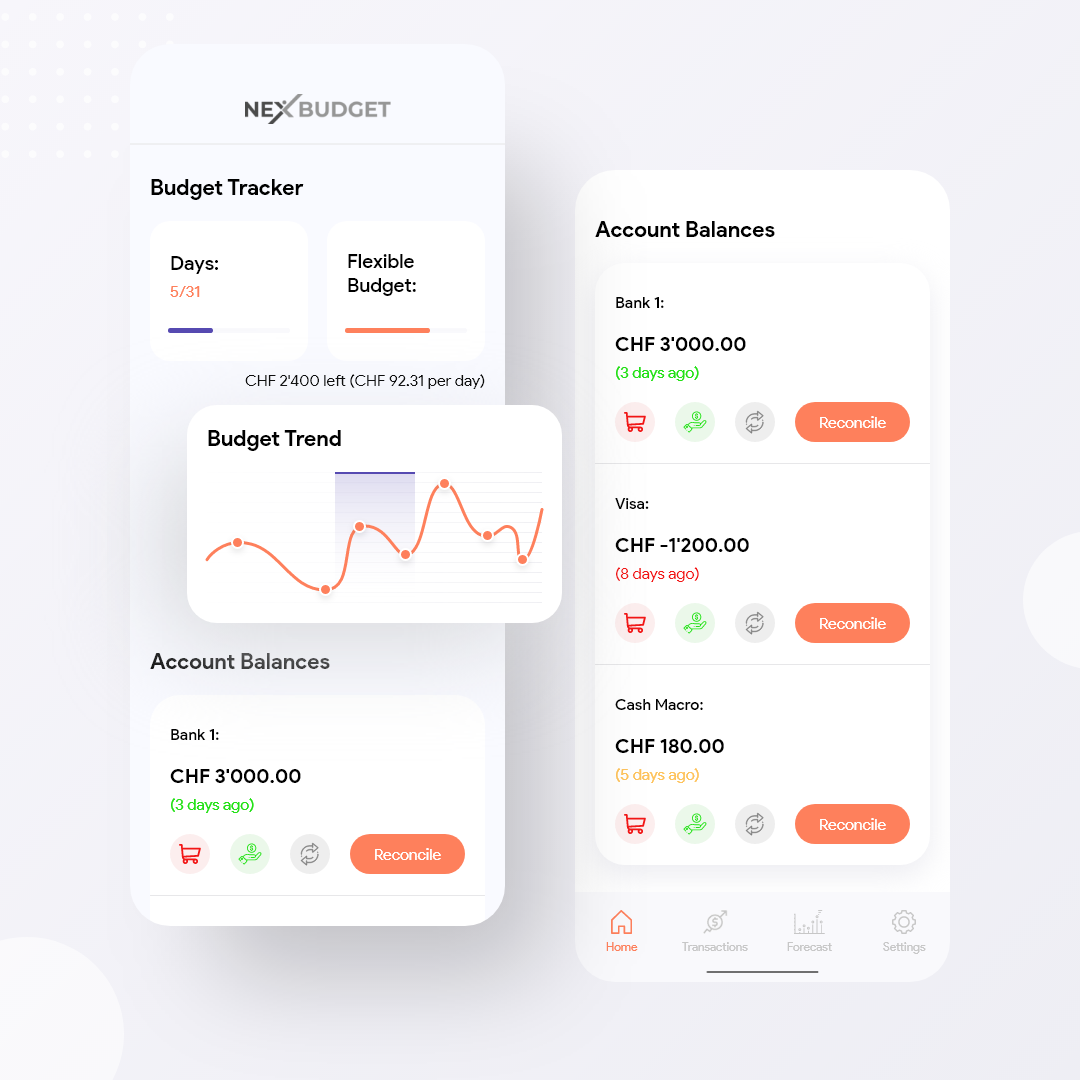 NEXBUDGET
Budget Tracker
Days:
5/31
Flexible
Budget:
CHF 2'400 left (CHF 92.31 per day)
Budget Trend
Account Balances
Bank 1:
CHF 3'000.00
(3 days ago)
Reconcile
Account Balances
Bank 1:
CHF 3'000.00
(3 days ago)
Reconcile
Visa:
CHF -1'200.00
(8 days ago)
Reconcile
Cash Macro:
CHF 180.00
(5 days ago)
Reconcile
Home
Transactions
Forecast
Settings